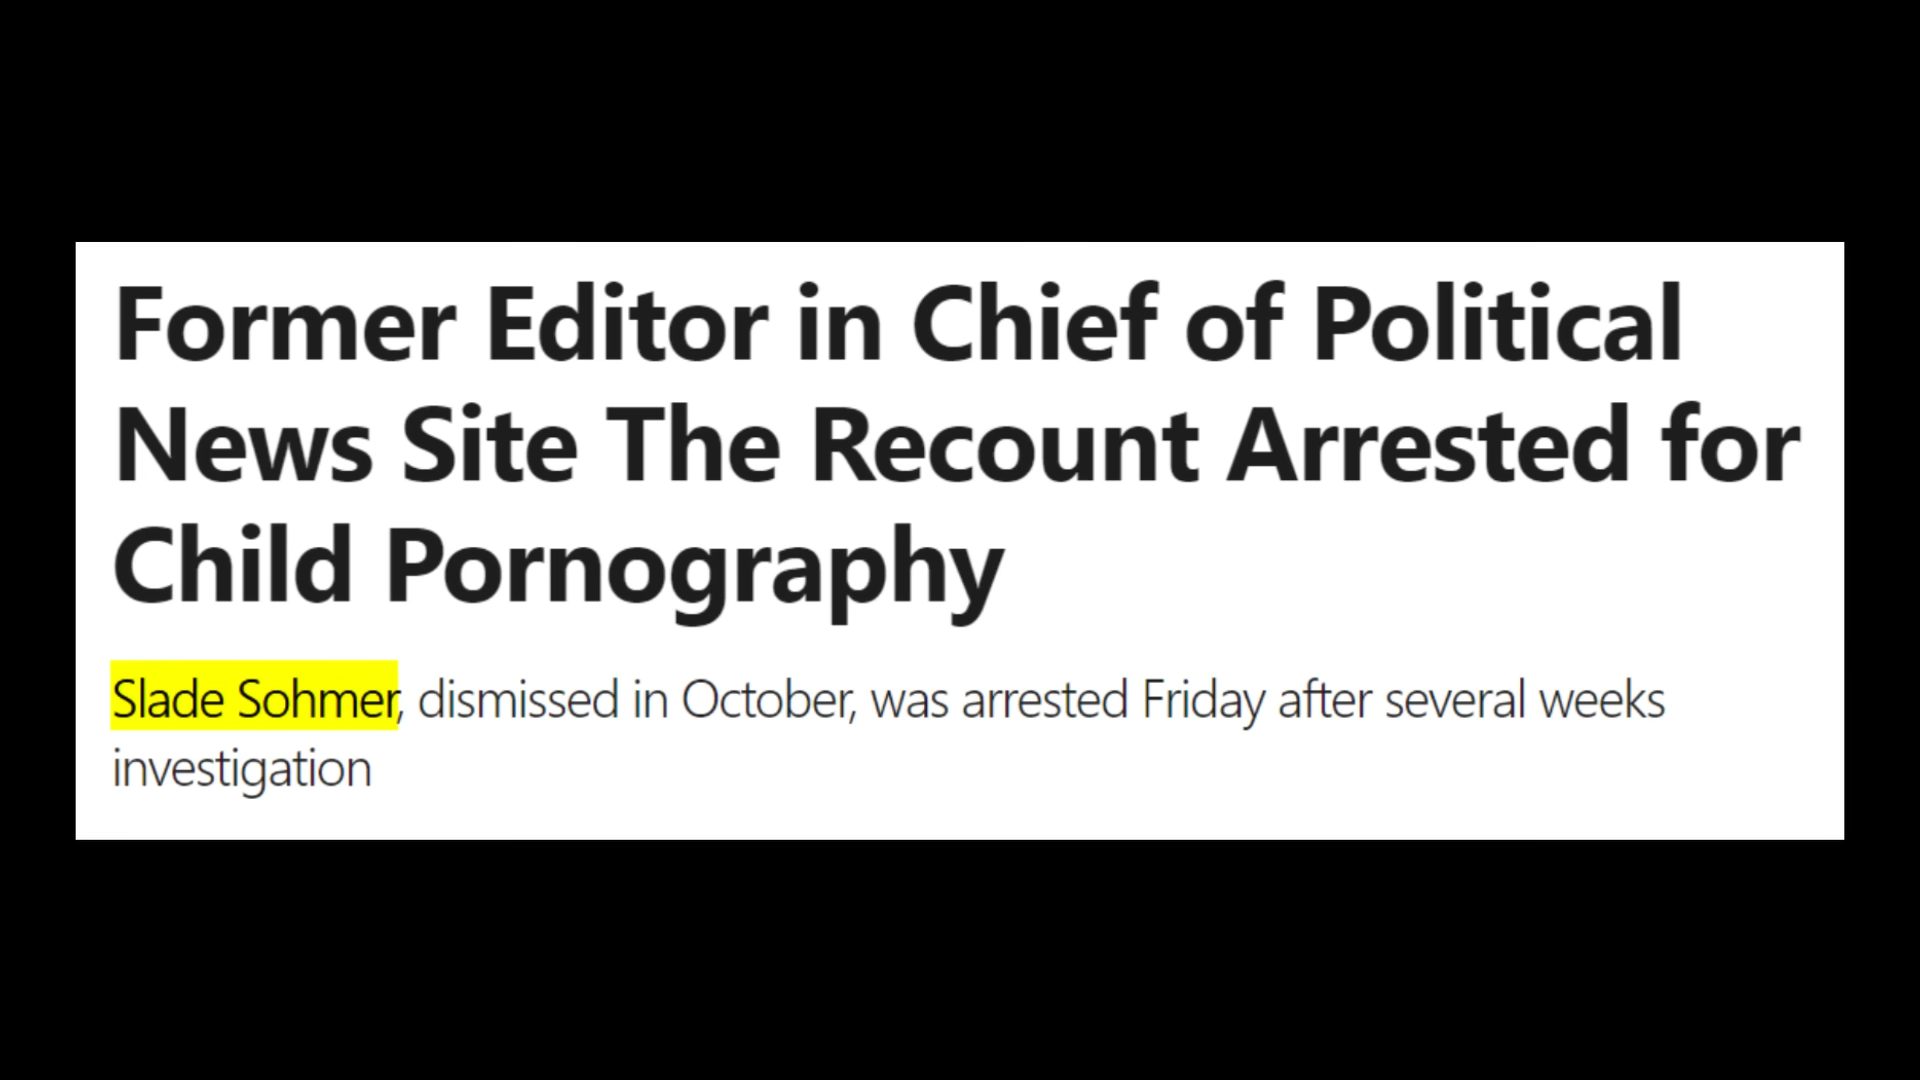 Former Editor in Chief of Political
News Site The Recount Arrested for
Child Pornography
Slade Sohmer, dismissed in October, was arrested Friday after several weeks
investigation